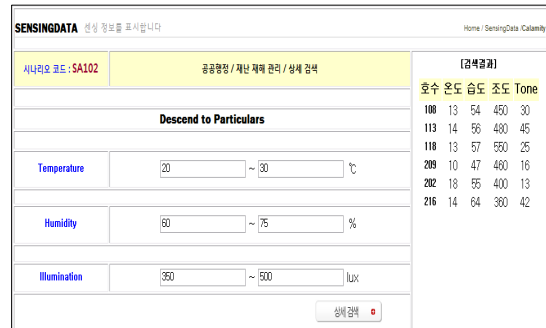 SENSINGDATA 센싱 정보를 표시합니다
Home / SensingData /Calamity
시나리오 코드 : SA102
공공행정 / 재난 재해 관리 / 상세 검색
Descend to Particulars
Temperature 20 ~ 30 ℃
Humidity 60 ~ 75 %
Illumination 350 ~ 500 lux
상세검색
[검색결과]
호수 온도 습도 조도 Tone
108 13 54 450 30
113 14 56 480 45
118 13 57 550 25
209 10 47 460 16
202 18 55 400 13
216 14 64 360 42